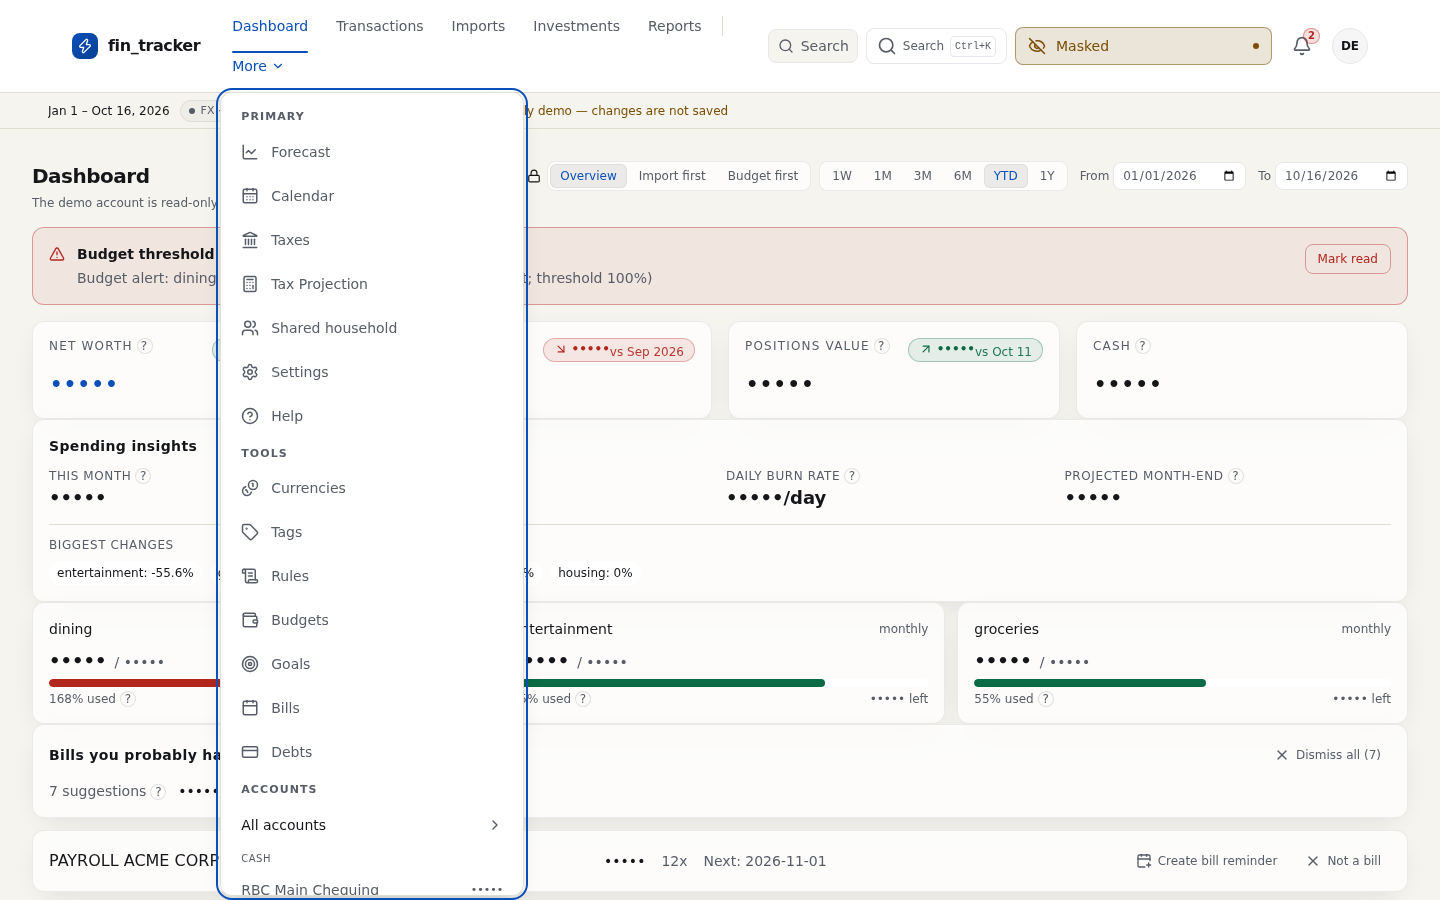 fin_tracker
Dashboard Transactions Imports Investments Reports
More
Search
Search Ctrl+K
Masked
2
DE
Jan 1 – Oct 16, 2026 FX demo — changes are not saved
PRIMARY
Forecast
Calendar
Taxes
Tax Projection
Shared household
Settings
Help
TOOLS
Currencies
Tags
Rules
Budgets
Goals
Bills
Debts
ACCOUNTS
All accounts
CASH
RBC Main Chequing •••••
Dashboard
The demo account is read-only
Overview Import first Budget first
1W 1M 3M 6M YTD 1Y
From 01/01/2026 To 10/16/2026
Budget threshold
Budget alert: dining ; threshold 100%)
Mark read
NET WORTH ?
•••••
•••••vs Sep 2026
POSITIONS VALUE ? •••••vs Oct 11
•••••
CASH ?
•••••
Spending insights
THIS MONTH ?
•••••
DAILY BURN RATE ?
•••••/day
PROJECTED MONTH-END ?
•••••
BIGGEST CHANGES
entertainment: -55.6% % housing: 0%
dining
••••• / •••••
168% used ?
tertainment monthly
•••• / •••••
% used ? ••••• left
groceries monthly
••••• / •••••
55% used ? ••••• left
Bills you probably ha
Dismiss all (7)
7 suggestions ? •••••
PAYROLL ACME CORP ••••• 12x Next: 2026-11-01 Create bill reminder Not a bill